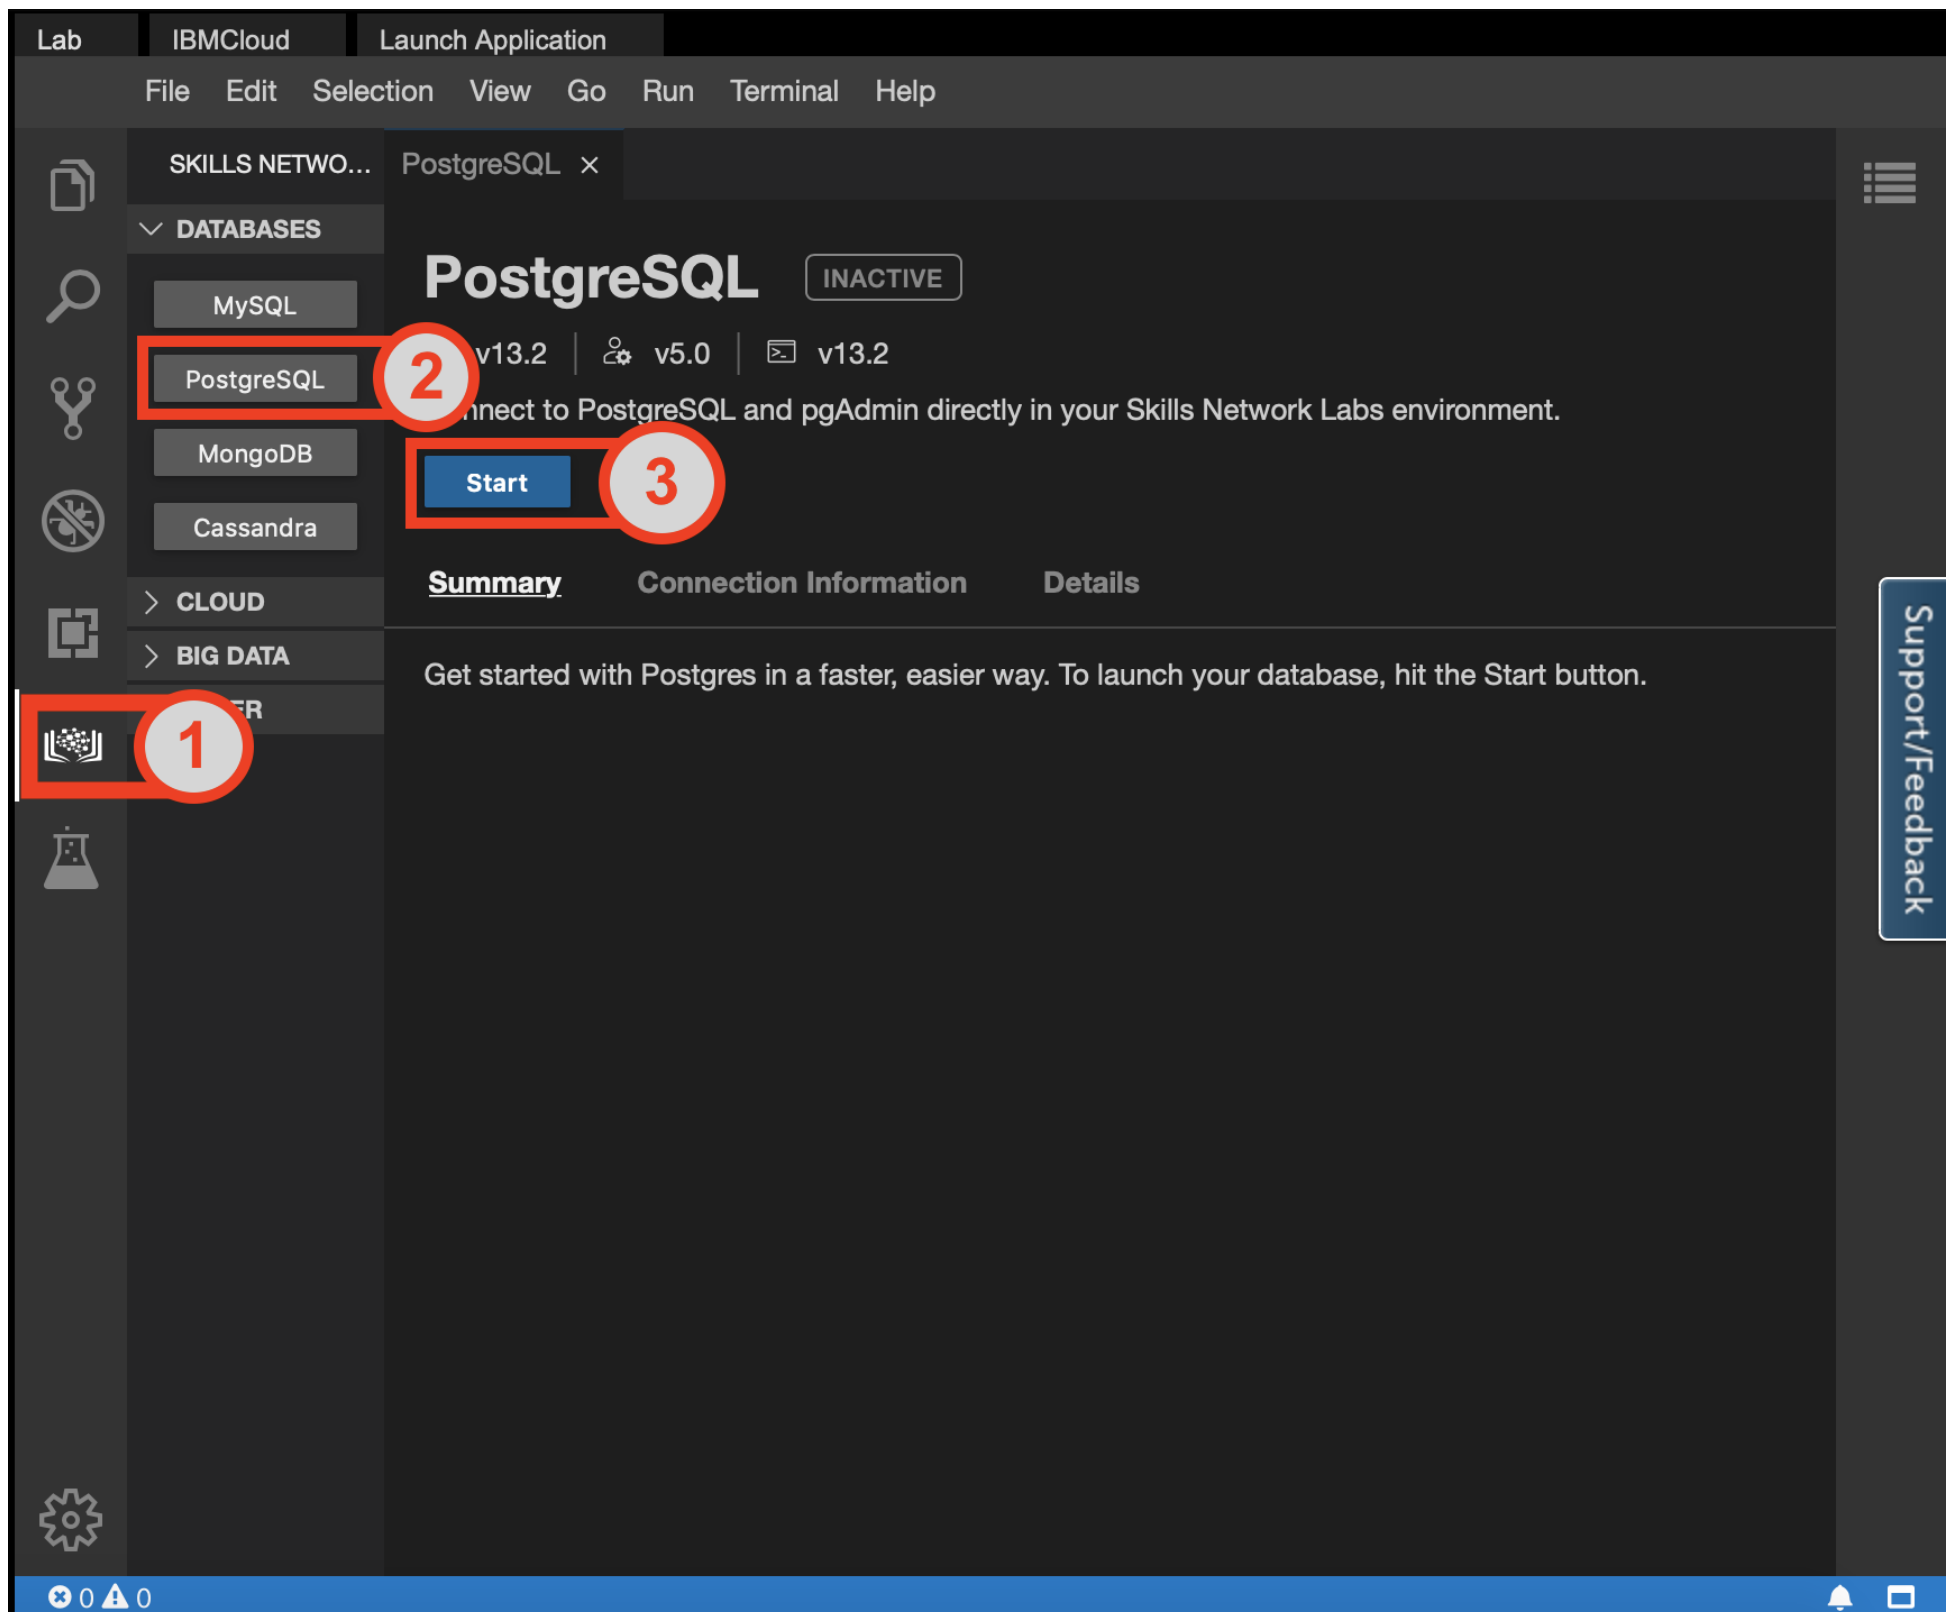 Lab IBMCloud Launch Application
File Edit Selection View Go Run Terminal Help
SKILLS NETWO... PostgreSQL ×
DATABASES
PostgreSQL INACTIVE
MySQL
v13.2 v5.0 v13.2
PostgreSQL 2
nnect to PostgreSQL and pgAdmin directly in your Skills Network Labs environment.
MongoDB
Start 3
Cassandra
Summary Connection Information Details
CLOUD
BIG DATA
Get started with Postgres in a faster, easier way. To launch your database, hit the Start button.
ER
1
Support/Feedback
0 0